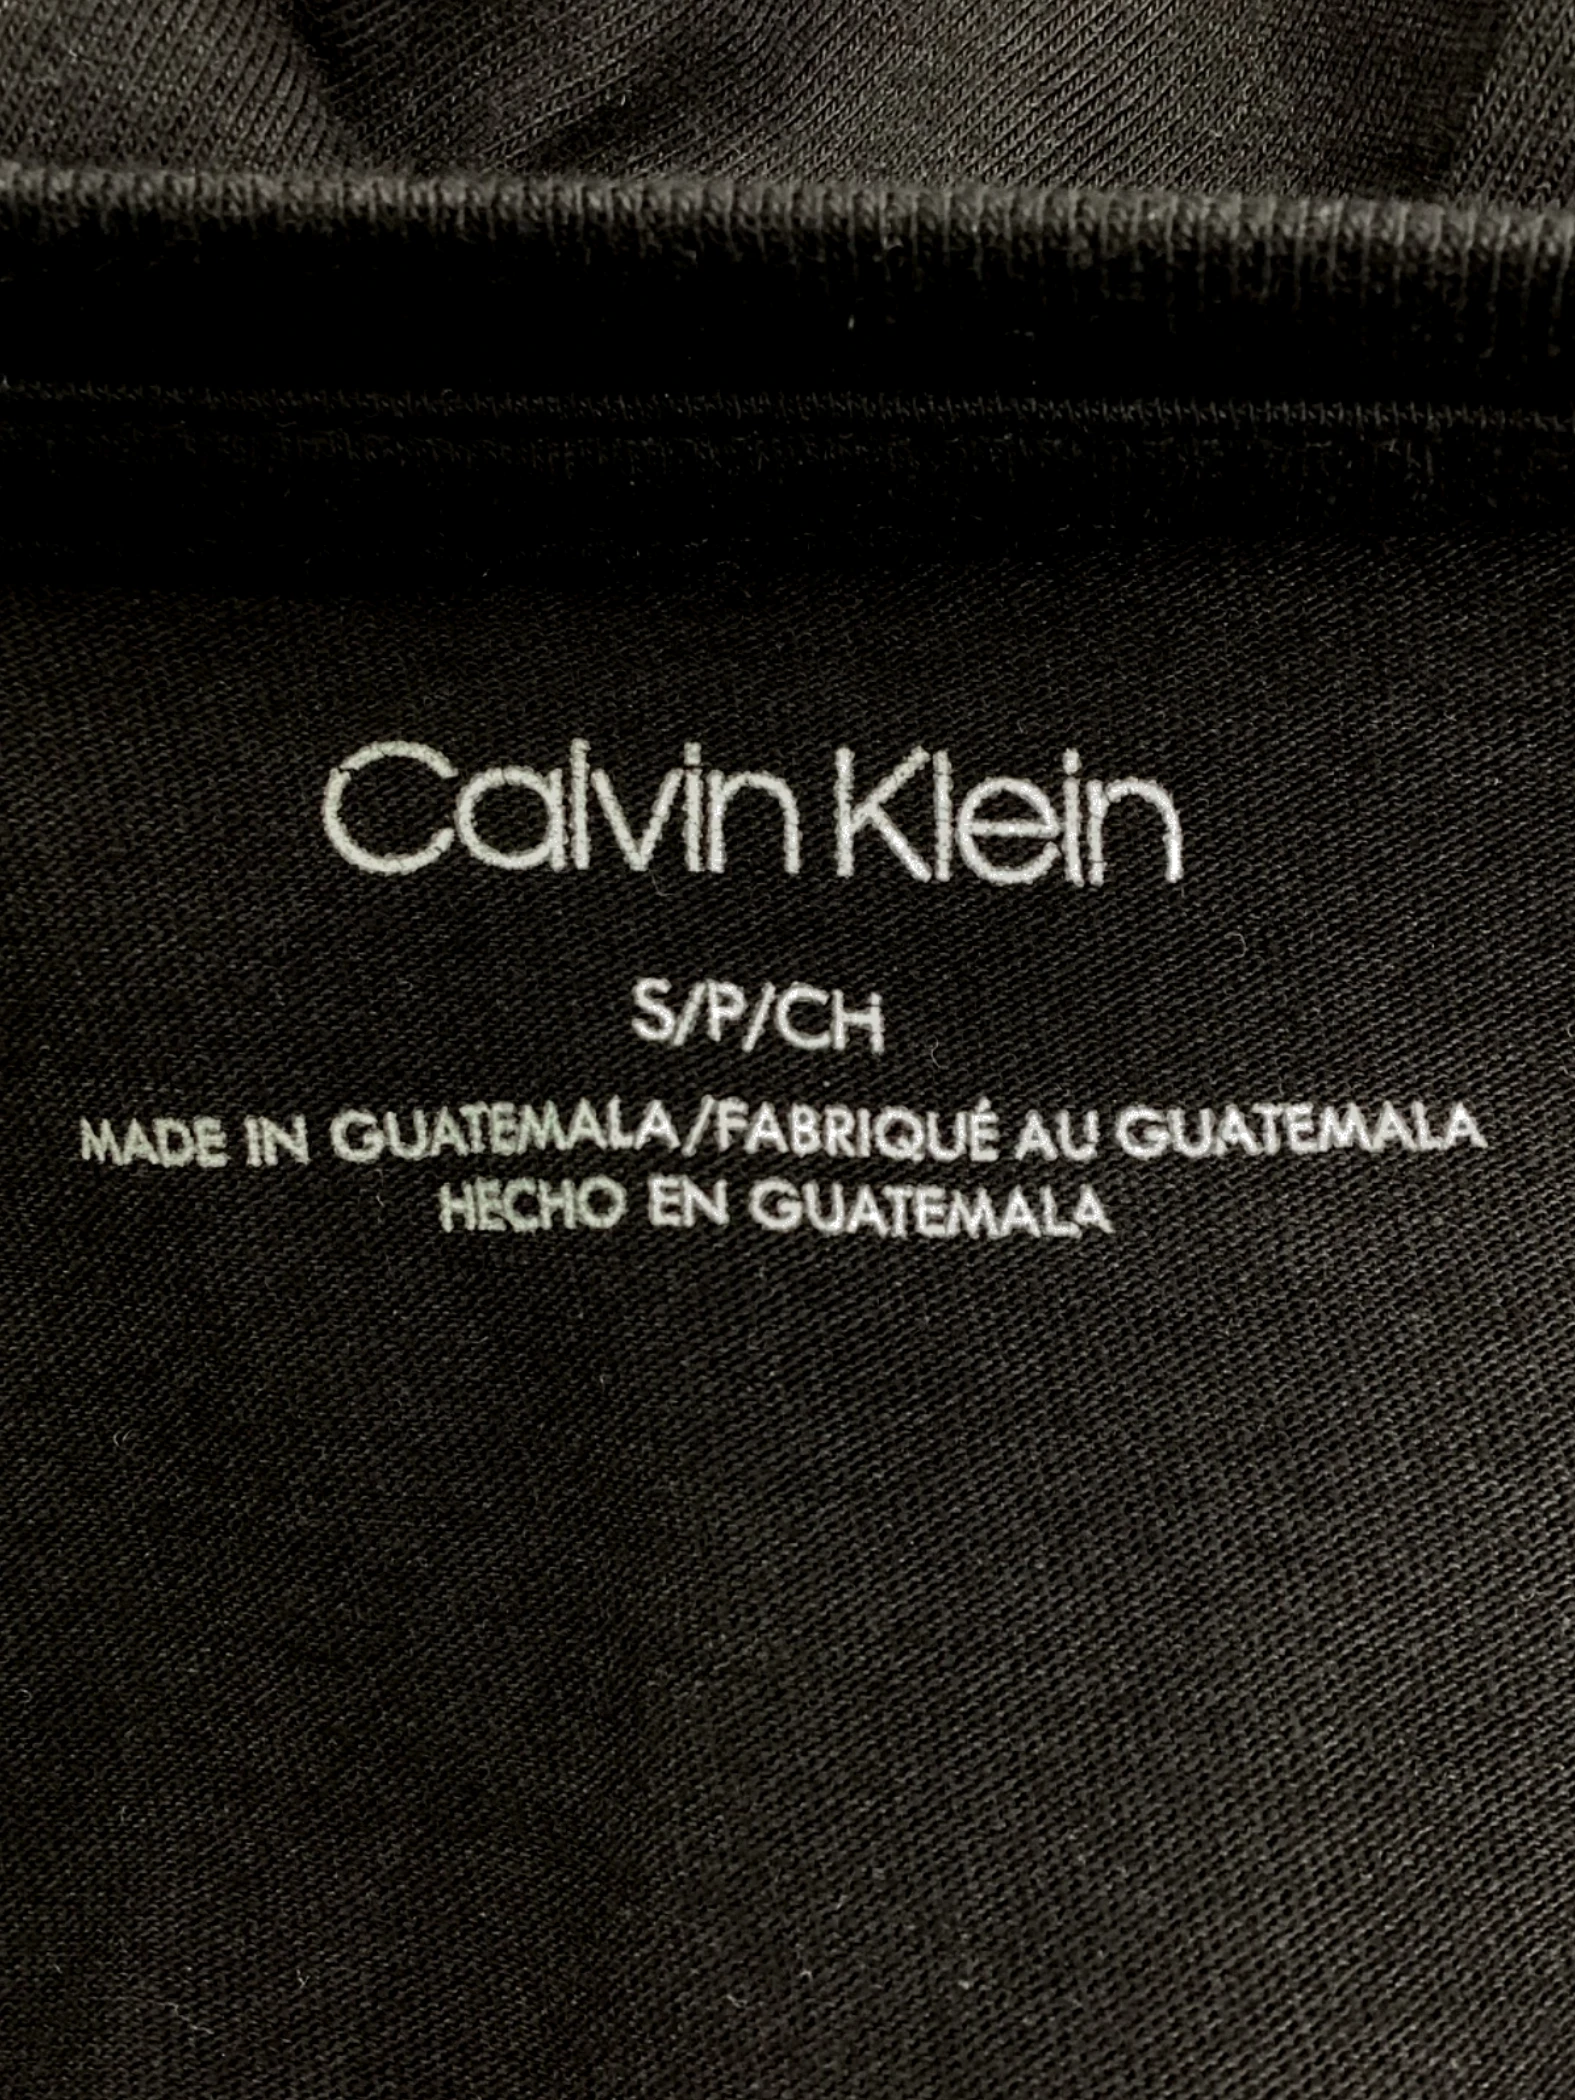 Calvin Klein
S/P/CH
MADE IN GUATEMALA/FABRIQUÉ AU GUATEMALA
HECHO EN GUATEMALA